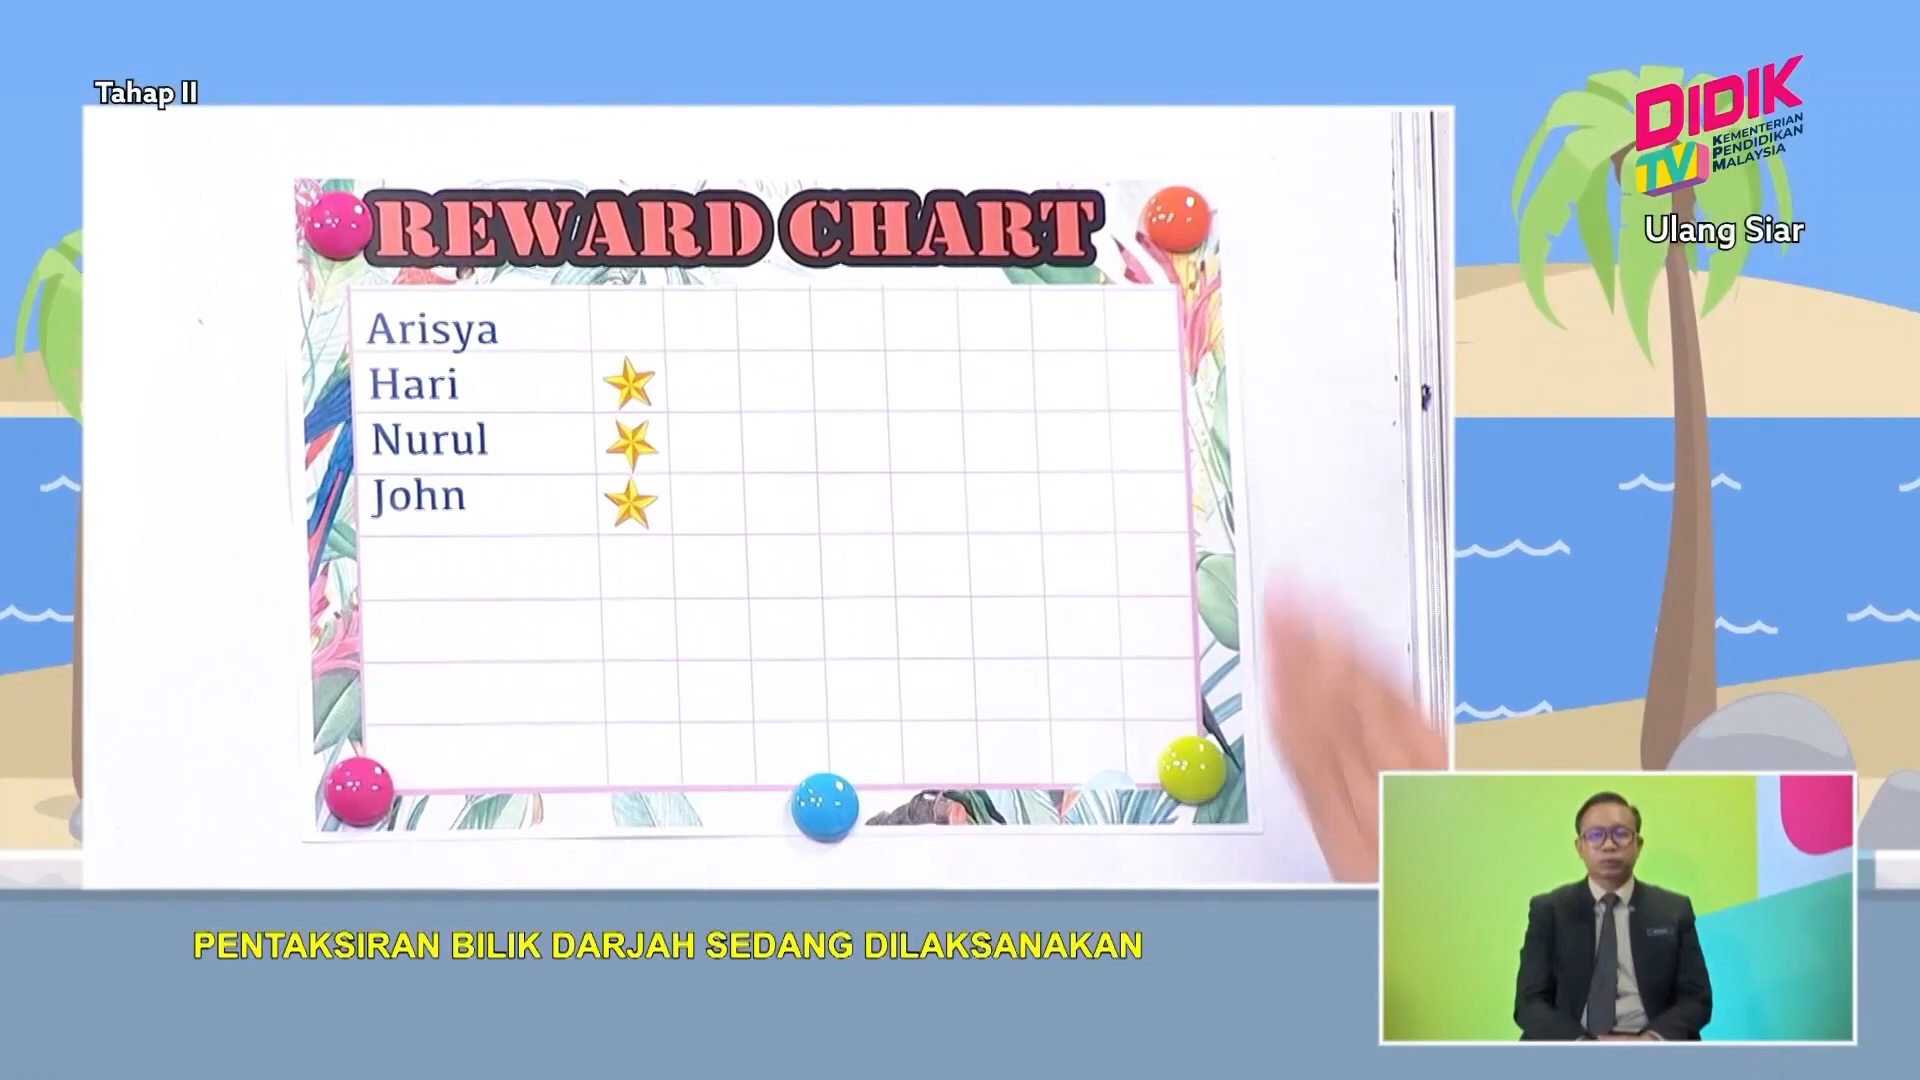 Tahap II
DIDIK
TV
KEMENTERIAN
PENDIDIKAN
MALAYSIA
Ulang Siar
REWARD CHART
Arisya
Hari
Nurul
John
PENTAKSIRAN BILIK DARJAH SEDANG DILAKSANAKAN